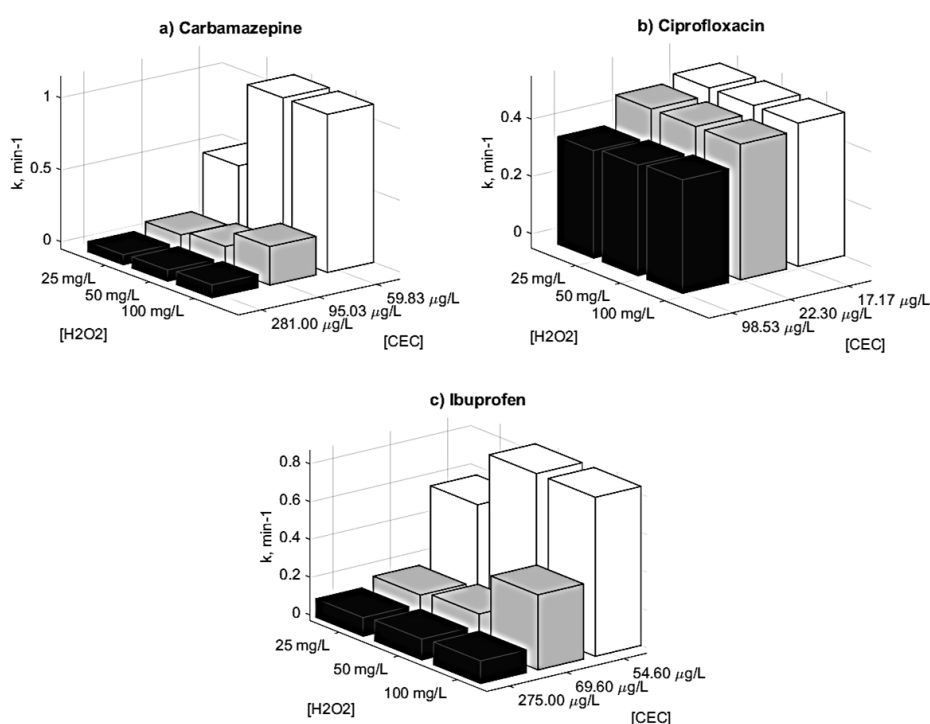 a) Carbamazepine
1
0.5
0
k, min-1
25 mg/L
50 mg/L
100 mg/L
[H2O2]
59.83 µg/L
95.03 µg/L
281.00 µg/L
[CEC]
b) Ciprofloxacin
0.4
0.2
0
k, min-1
25 mg/L
50 mg/L
100 mg/L
[H2O2]
17.17 µg/L
22.30 µg/L
98.53 µg/L
[CEC]
c) Ibuprofen
0.8
0.6
0.4
0.2
0
k, min-1
25 mg/L
50 mg/L
100 mg/L
[H2O2]
54.60 µg/L
69.60 µg/L
275.00 µg/L
[CEC]